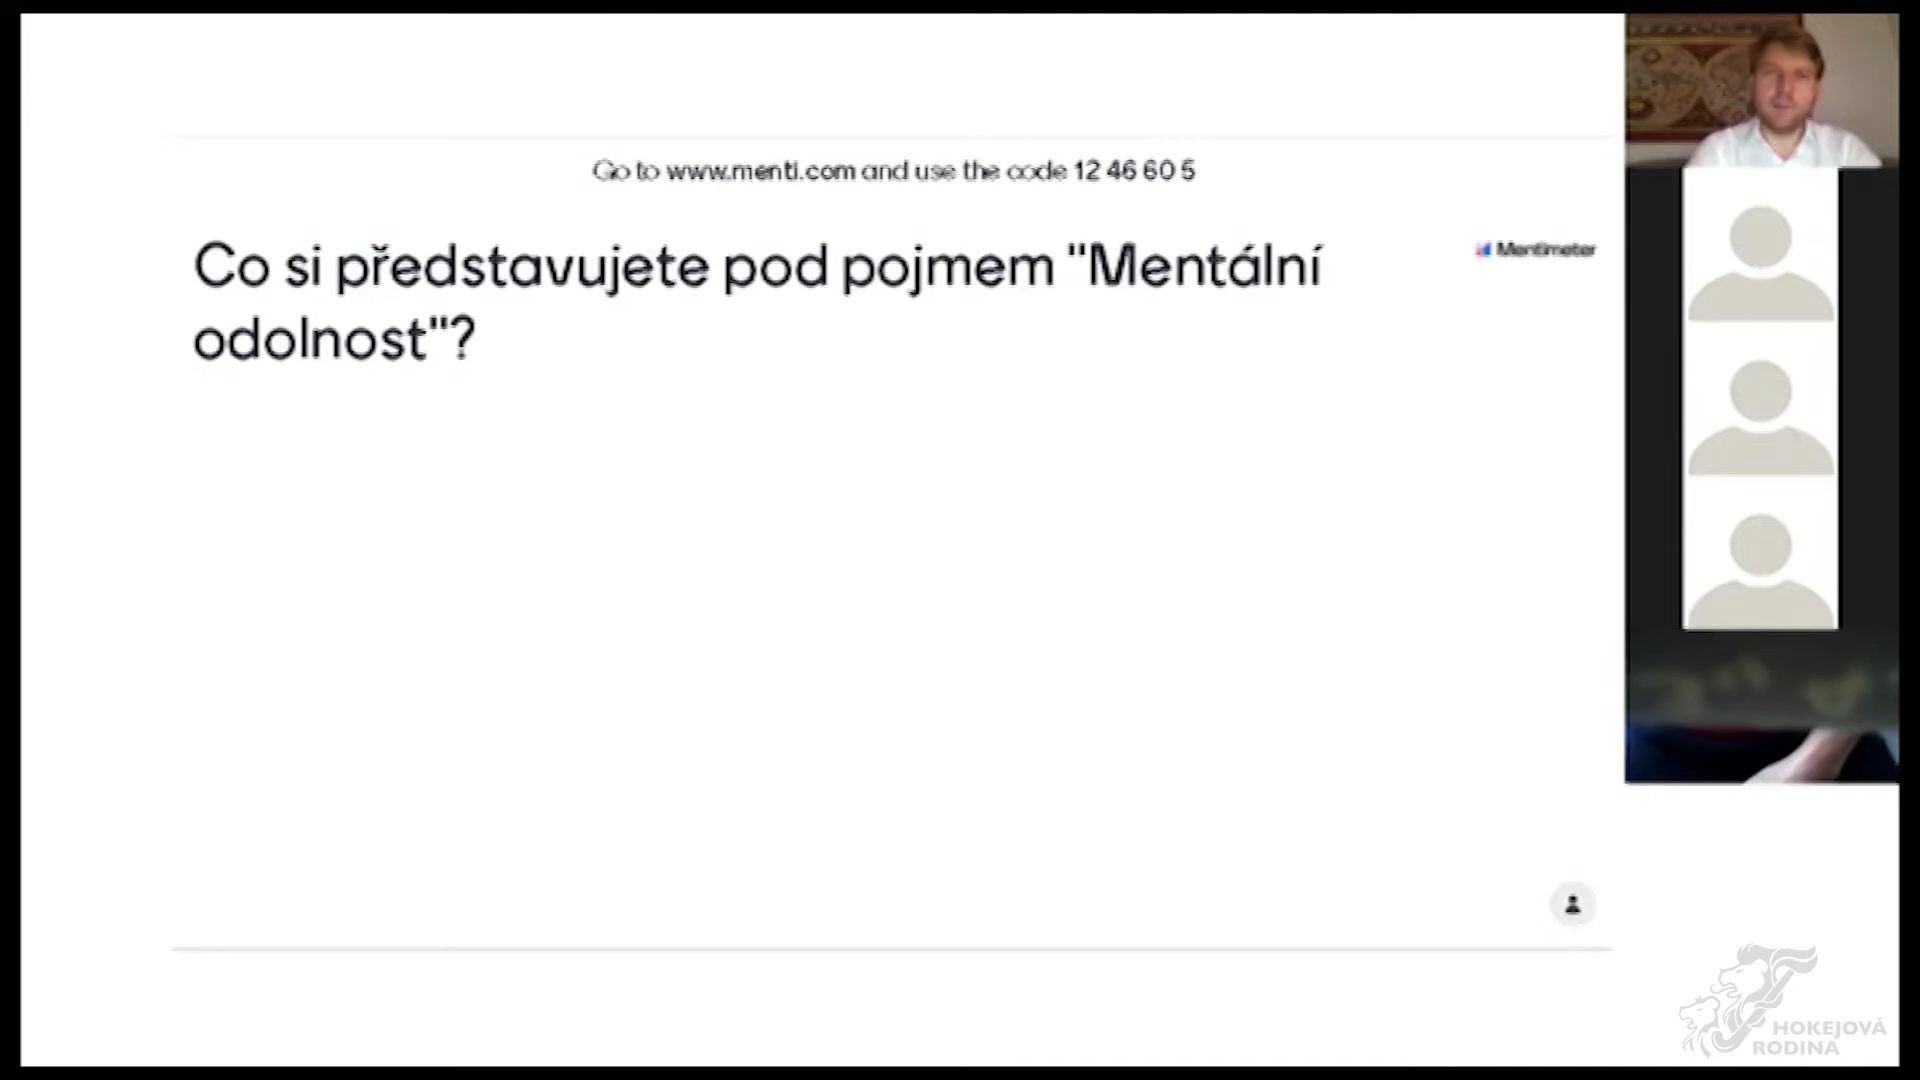 Go to www.menti.com and use the code 12 46 60 5
Co si představujete pod pojmem "Mentální
odolnost"?
Mentimeter
HOKEJOVÁ
RODINA